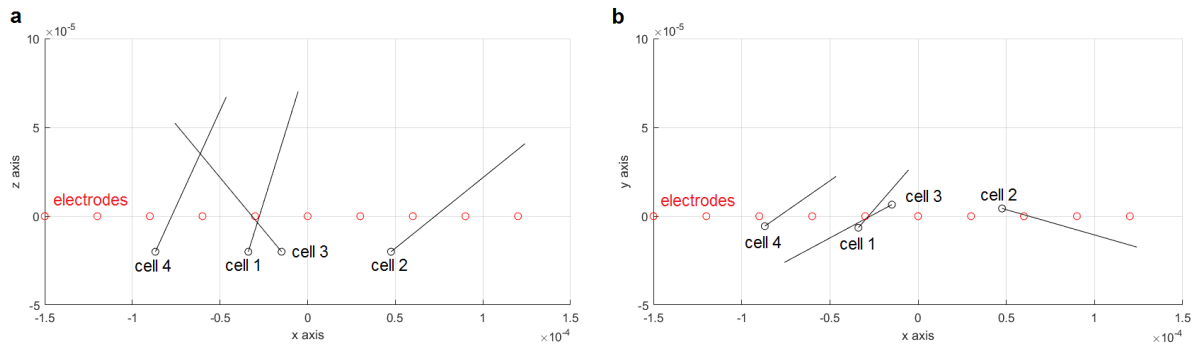 a
×10⁻⁵
10
5
0
-5
z axis
electrodes
cell 4
cell 1
cell 3
cell 2
-1.5
-1
-0.5
0
0.5
1
1.5
x axis
×10⁻⁴
b
×10⁻⁵
10
5
0
-5
y axis
electrodes
cell 4
cell 1
cell 3
cell 2
-1.5
-1
-0.5
0
0.5
1
1.5
x axis
×10⁻⁴